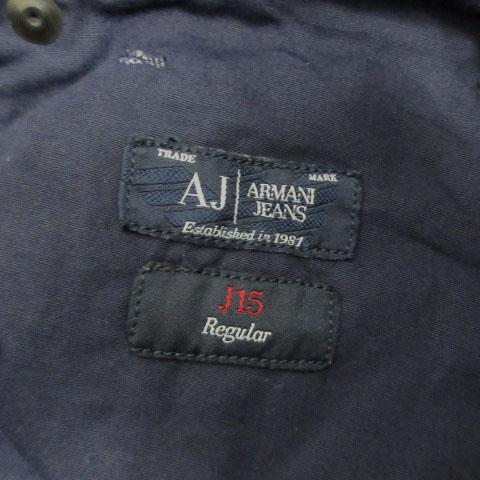 TRADE MARK
AJ ARMANI
JEANS
Established in 1981
J15
Regular